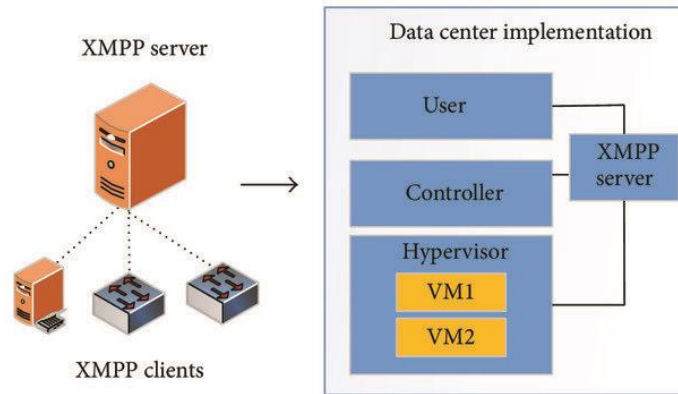 XMPP server
XMPP clients
Data center implementation
User
XMPP
server
Controller
Hypervisor
VM1
VM2